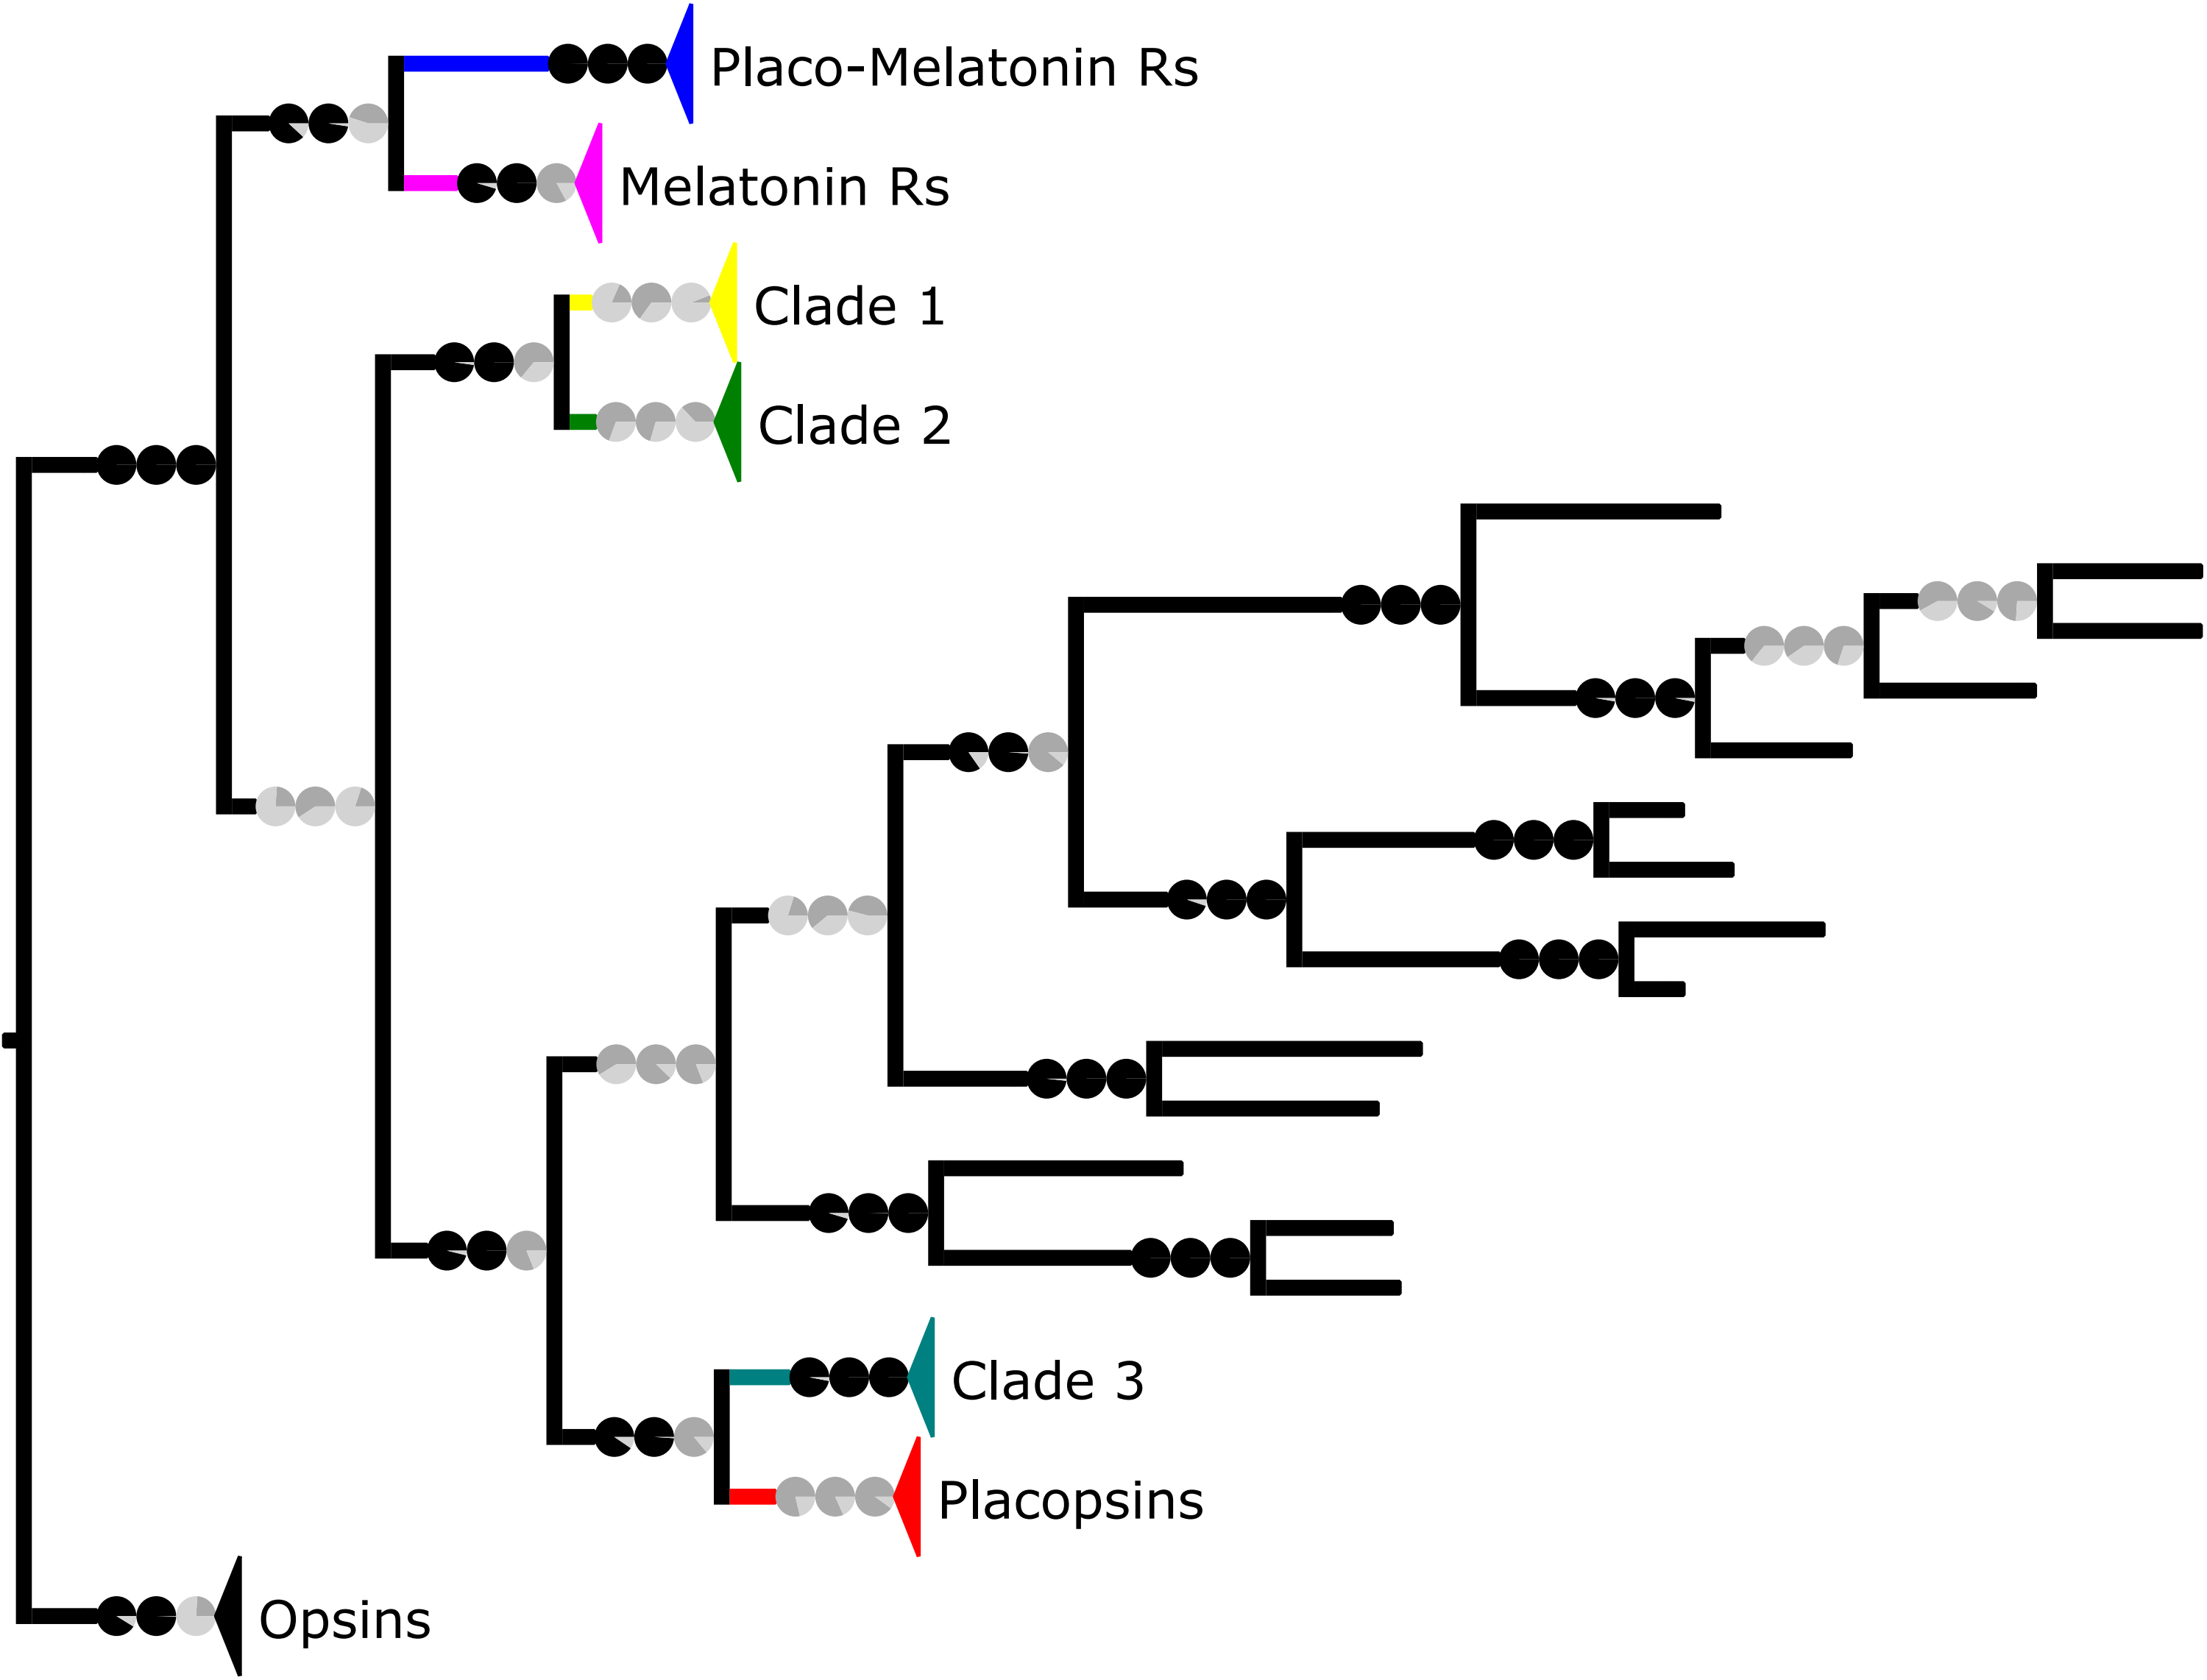 Placo-Melatonin Rs
Melatonin Rs
Clade 1
Clade 2
Clade 3
Placopsins
Opsins